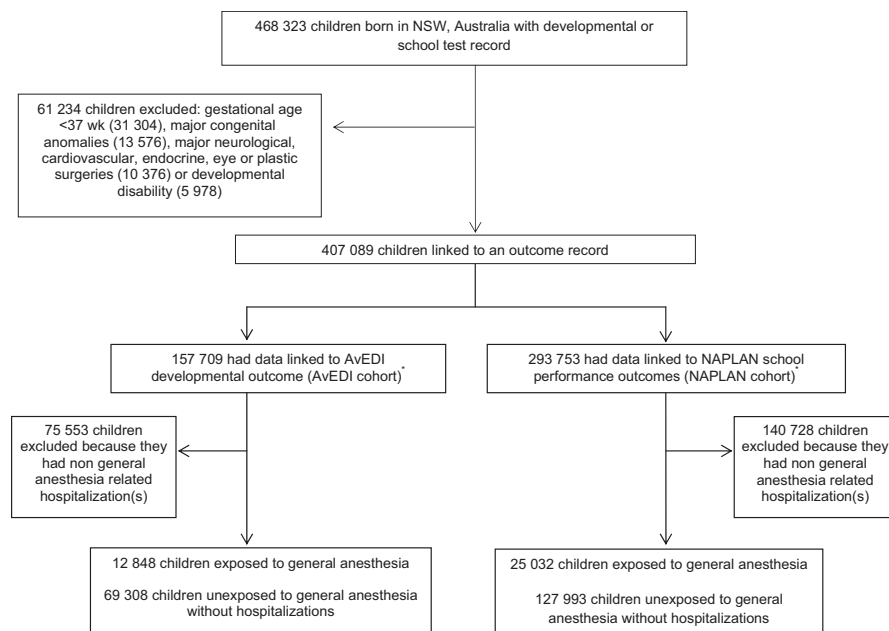 468 323 children born in NSW, Australia with developmental or
school test record
61 234 children excluded: gestational age
<37 wk (31 304), major congenital
anomalies (13 576), major neurological,
cardiovascular, endocrine, eye or plastic
surgeries (10 376) or developmental
disability (5 978)
407 089 children linked to an outcome record
157 709 had data linked to AvEDI
developmental outcome (AvEDI cohort)*
293 753 had data linked to NAPLAN school
performance outcomes (NAPLAN cohort)*
75 553 children
excluded because they
had non general
anesthesia related
hospitalization(s)
140 728 children
excluded because they
had non general
anesthesia related
hospitalization(s)
12 848 children exposed to general anesthesia
69 308 children unexposed to general anesthesia
without hospitalizations
25 032 children exposed to general anesthesia
127 993 children unexposed to general
anesthesia without hospitalizations